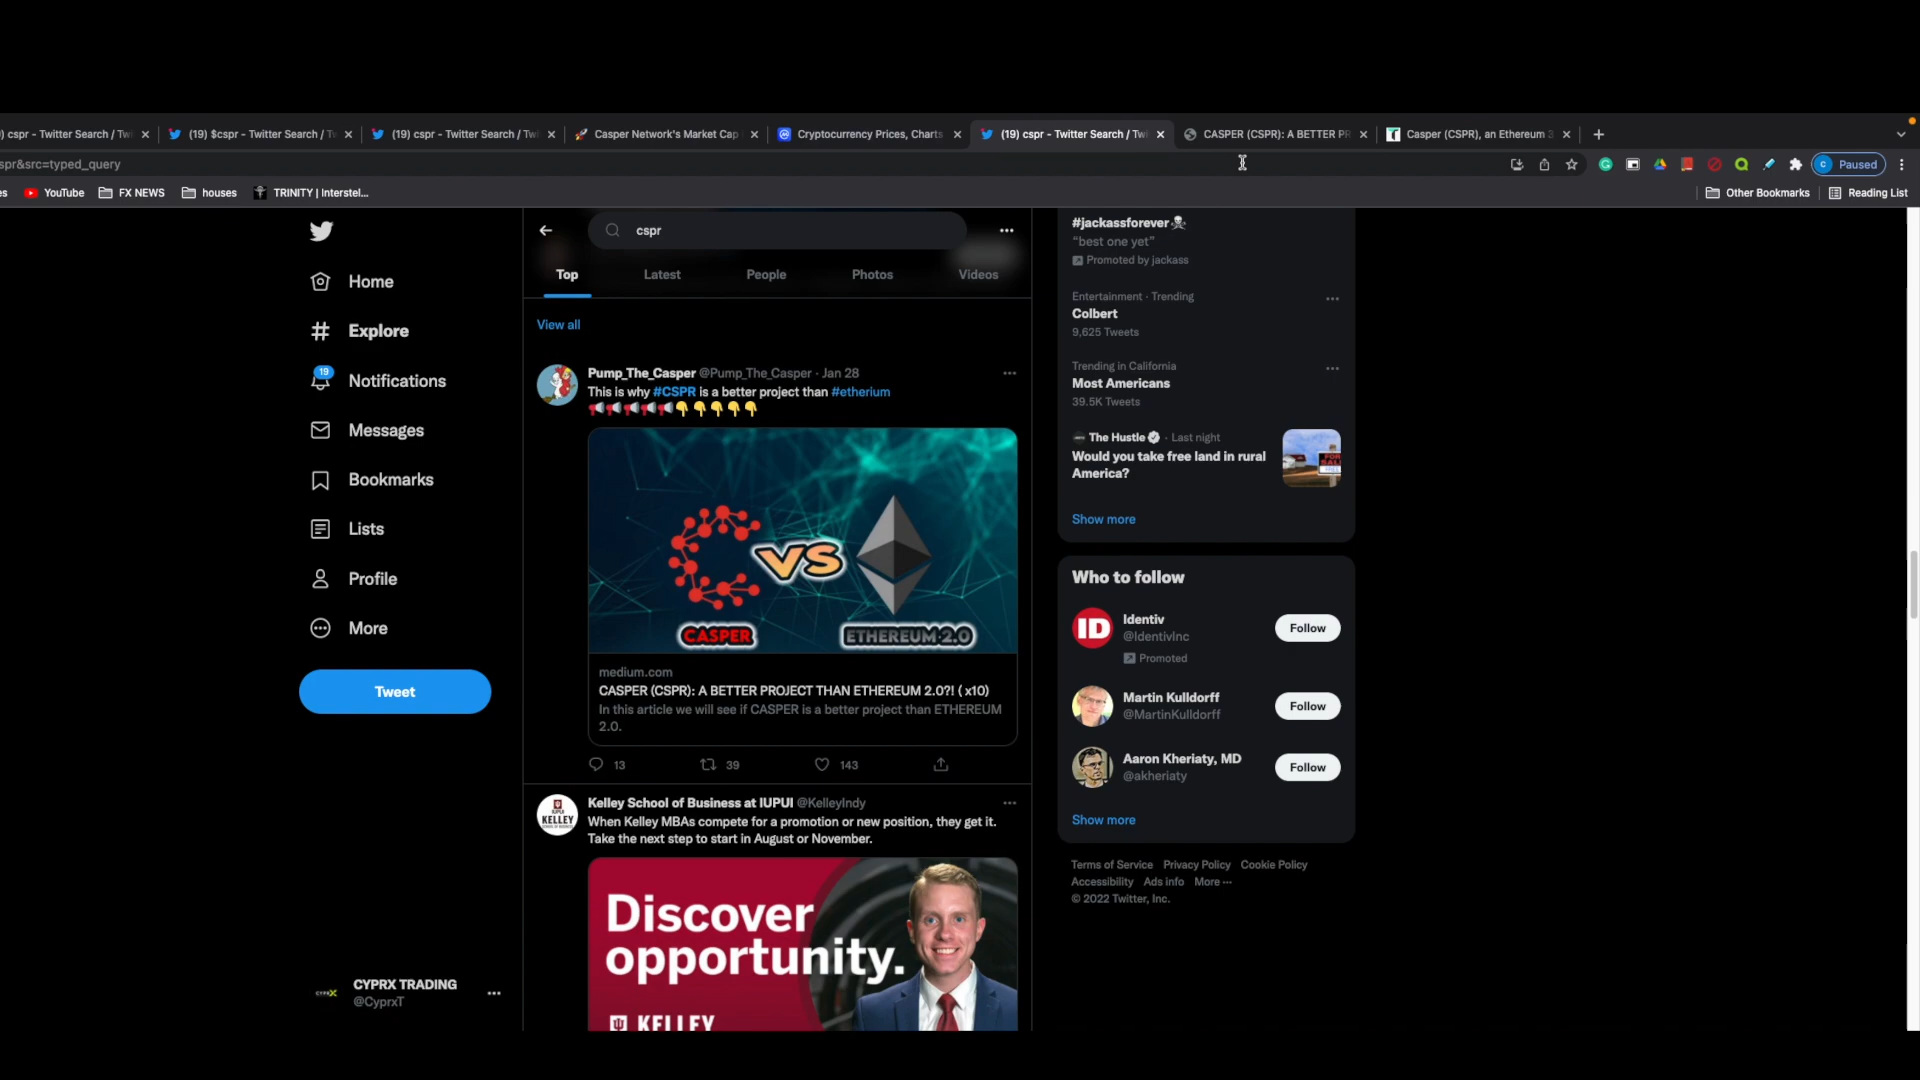 ) cspr - Twitter Search / Tw
(19) $cspr - Twitter Search / T
(19) cspr - Twitter Search / Tw
Casper Network's Market Cap
Cryptocurrency Prices, Charts
(19) cspr - Twitter Search / Tw
CASPER (CSPR): A BETTER PR
Casper (CSPR), an Ethereum 3
spr&src=typed_query
C Paused
es
YouTube
FX NEWS
houses
TRINITY | Interstel...
Other Bookmarks
Reading List
Home
Explore
19
Notifications
Messages
Bookmarks
Lists
Profile
More
Tweet
CYPRX TRADING
@CyprxT
cspr
Top
Latest
People
Photos
Videos
View all
Pump_The_Casper @Pump_The_Casper · Jan 28
This is why #CSPR is a better project than #etherium
VS
CASPER
ETHEREUM 2.0
medium.com
CASPER (CSPR): A BETTER PROJECT THAN ETHEREUM 2.0?! ( x10)
In this article we will see if CASPER is a better project than ETHEREUM
2.0.
13
39
143
Kelley School of Business at IUPUI @KelleyIndy
When Kelley MBAs compete for a promotion or new position, they get it.
Take the next step to start in August or November.
KELLEY
Discover
opportunity.
KELLEY
#jackassforever
"best one yet"
Promoted by jackass
Entertainment · Trending
Colbert
9,625 Tweets
Trending in California
Most Americans
39.5K Tweets
The Hustle · Last night
Would you take free land in rural
America?
FOR
SALE
Show more
Who to follow
ID
Identiv
@IdentivInc
Promoted
Follow
Martin Kulldorff
@MartinKulldorff
Follow
Aaron Kheriaty, MD
@akheriaty
Follow
Show more
Terms of Service Privacy Policy Cookie Policy
Accessibility Ads info More ···
© 2022 Twitter, Inc.